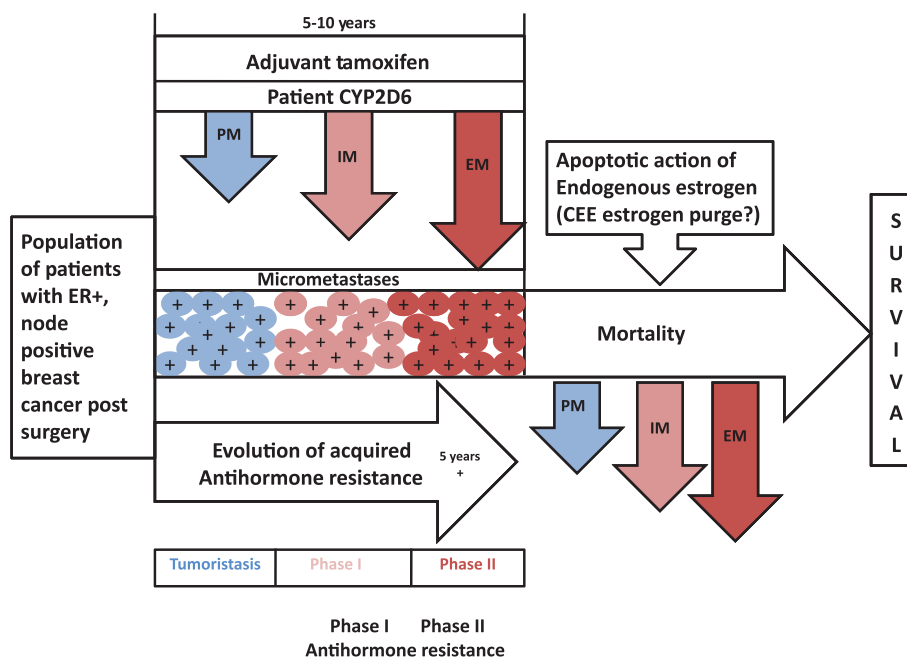 5-10 years
Adjuvant tamoxifen
Patient CYP2D6
PM
IM
EM
Apoptotic action of
Endogenous estrogen
(CEE estrogen purge?)
Population
of patients
with ER+,
node
positive
breast
cancer post
surgery
Micrometastases
+ + + + + + + + +
+ + + + + + + +
+ + + + + +
+ + + + + + + +
+ + + + + + + + + +
Mortality
S
U
R
V
I
V
A
L
PM
IM
EM
Evolution of acquired
Antihormone resistance
5 years
+
Tumoristasis
Phase I
Phase II
Phase I Phase II
Antihormone resistance